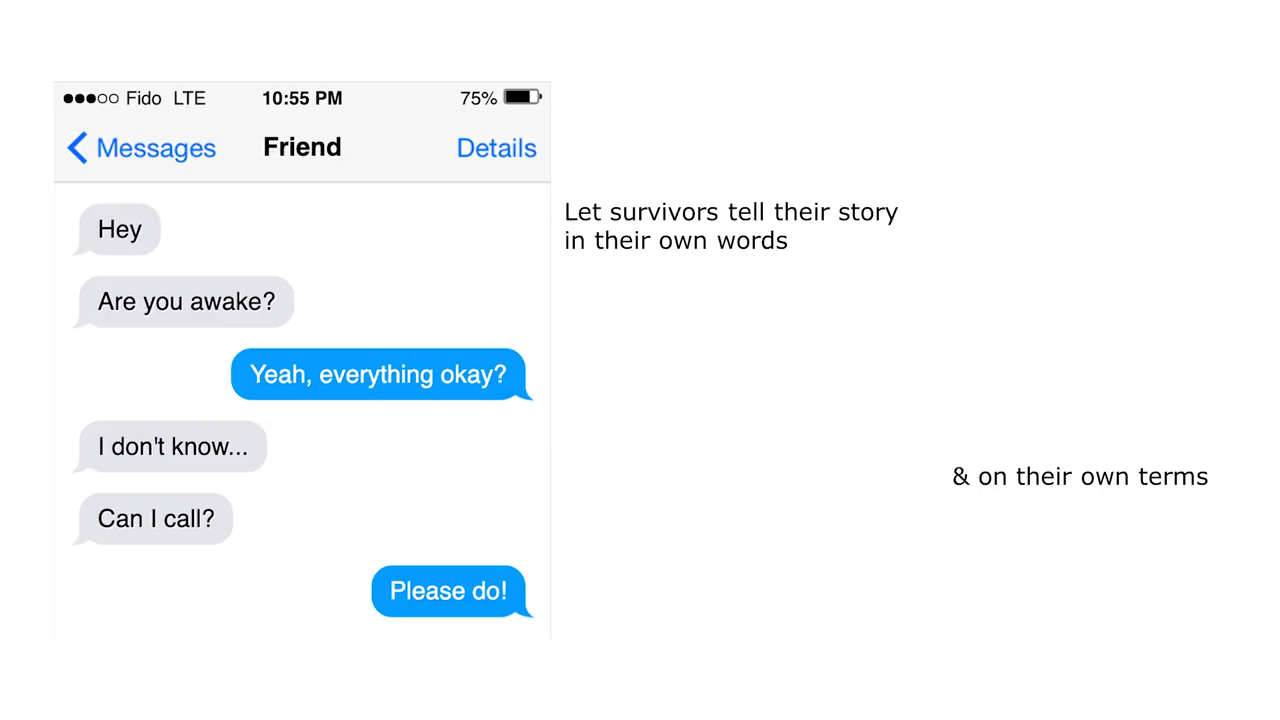 Fido LTE 10:55 PM 75%
Messages Friend Details
Hey
Are you awake?
Yeah, everything okay?
I don't know...
Can I call?
Please do!
Let survivors tell their story
in their own words
& on their own terms